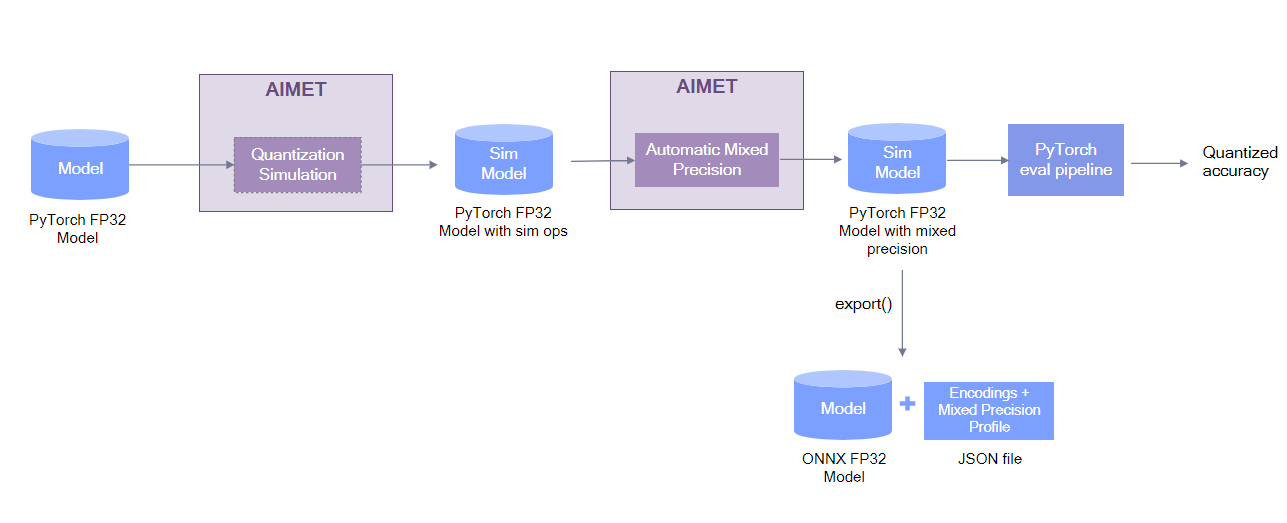 AIMET
AIMET
Model
Quantization
Simulation
Sim
Model
Automatic Mixed
Precision
Sim
Model
PyTorch
eval pipeline
Quantized
accuracy
PyTorch FP32
Model
PyTorch FP32
Model with sim ops
PyTorch FP32
Model with mixed
precision
export()
Model
Encodings +
Mixed Precision
Profile
ONNX FP32
Model
JSON file